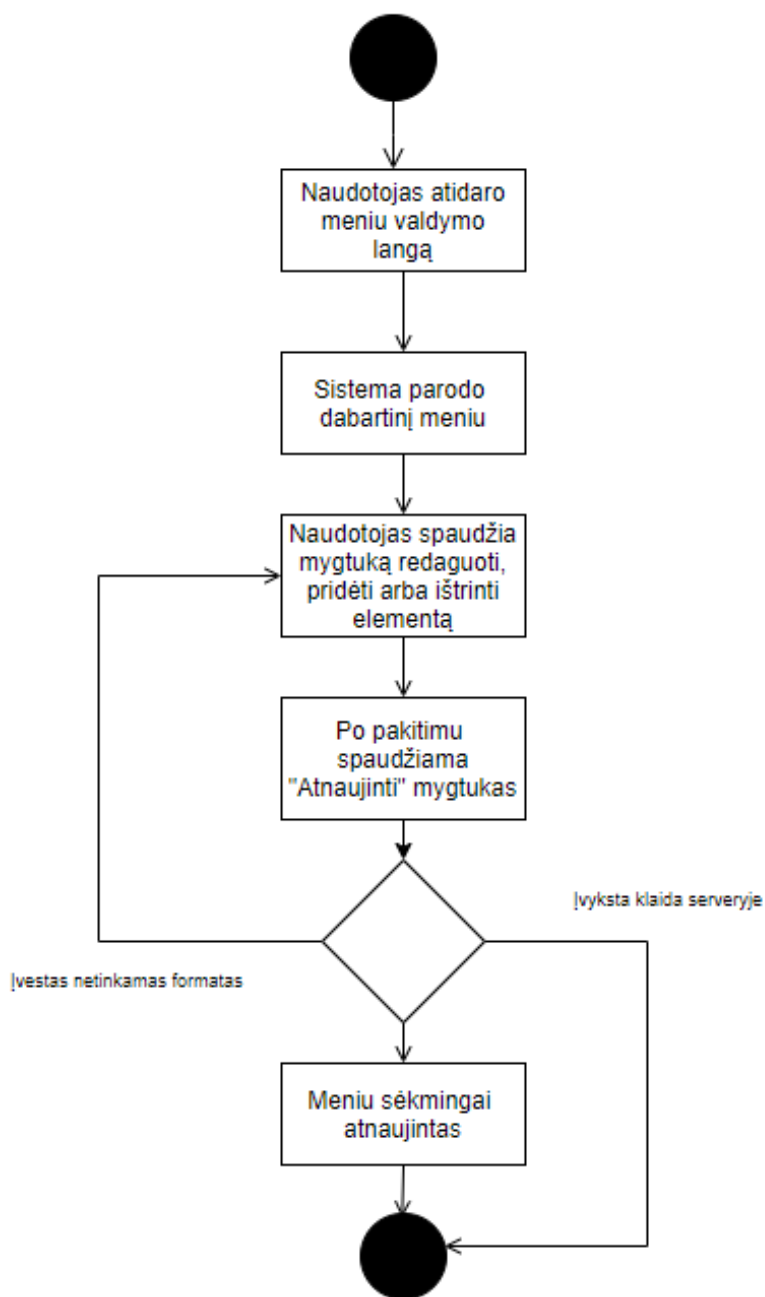 Naudotojas atidaro
meniu valdymo
langą
Sistema parodo
dabartinį meniu
Naudotojas spaudžia
mygtuką redaguoti,
pridėti arba ištrinti
elementą
Po pakitimu
spaudžiama
"Atnaujinti" mygtukas
Įvyksta klaida serveryje
Įvestas netinkamas formatas
Meniu sėkmingai
atnaujintas